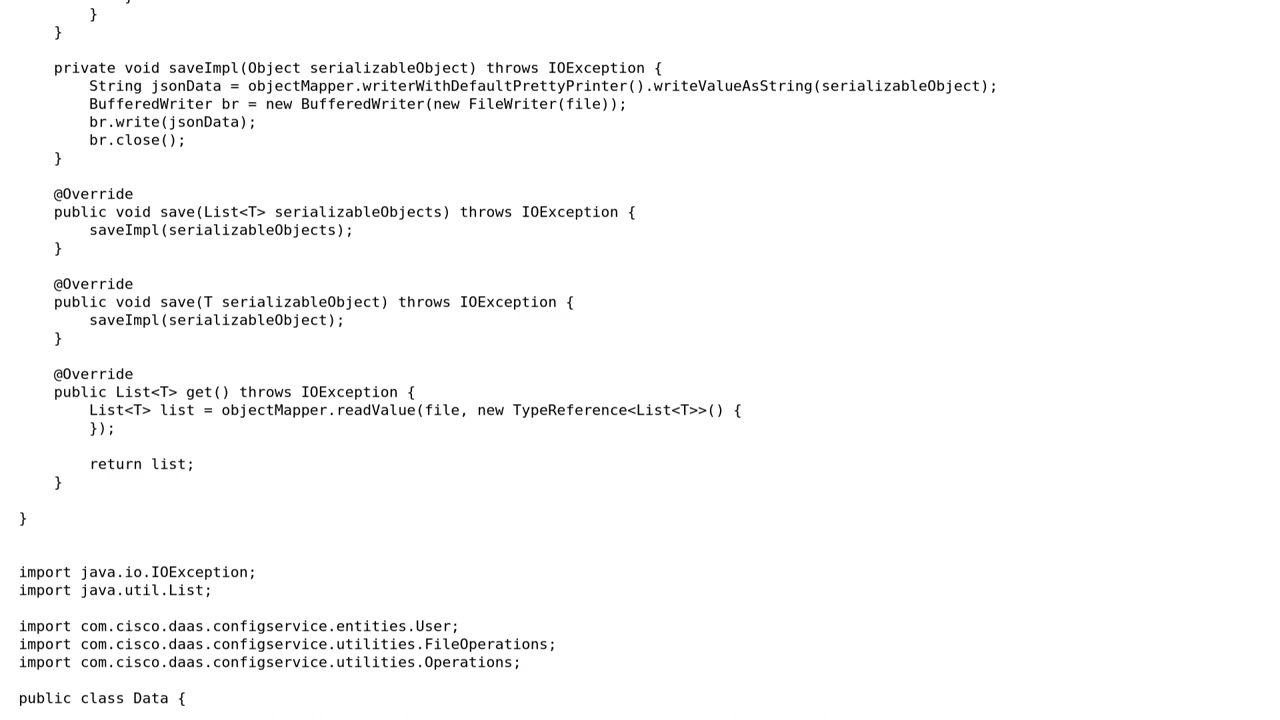 }
}
private void saveImpl(Object serializableObject) throws IOException {
String jsonData = objectMapper.writerWithDefaultPrettyPrinter().writeValueAsString(serializableObject);
BufferedWriter br = new BufferedWriter(new FileWriter(file));
br.write(jsonData);
br.close();
}
@Override
public void save(List<T> serializableObjects) throws IOException {
saveImpl(serializableObjects);
}
@Override
public void save(T serializableObject) throws IOException {
saveImpl(serializableObject);
}
@Override
public List<T> get() throws IOException {
List<T> list = objectMapper.readValue(file, new TypeReference<List<T>>() {
});
return list;
}
}
import java.io.IOException;
import java.util.List;
import com.cisco.daas.configservice.entities.User;
import com.cisco.daas.configservice.utilities.FileOperations;
import com.cisco.daas.configservice.utilities.Operations;
public class Data {